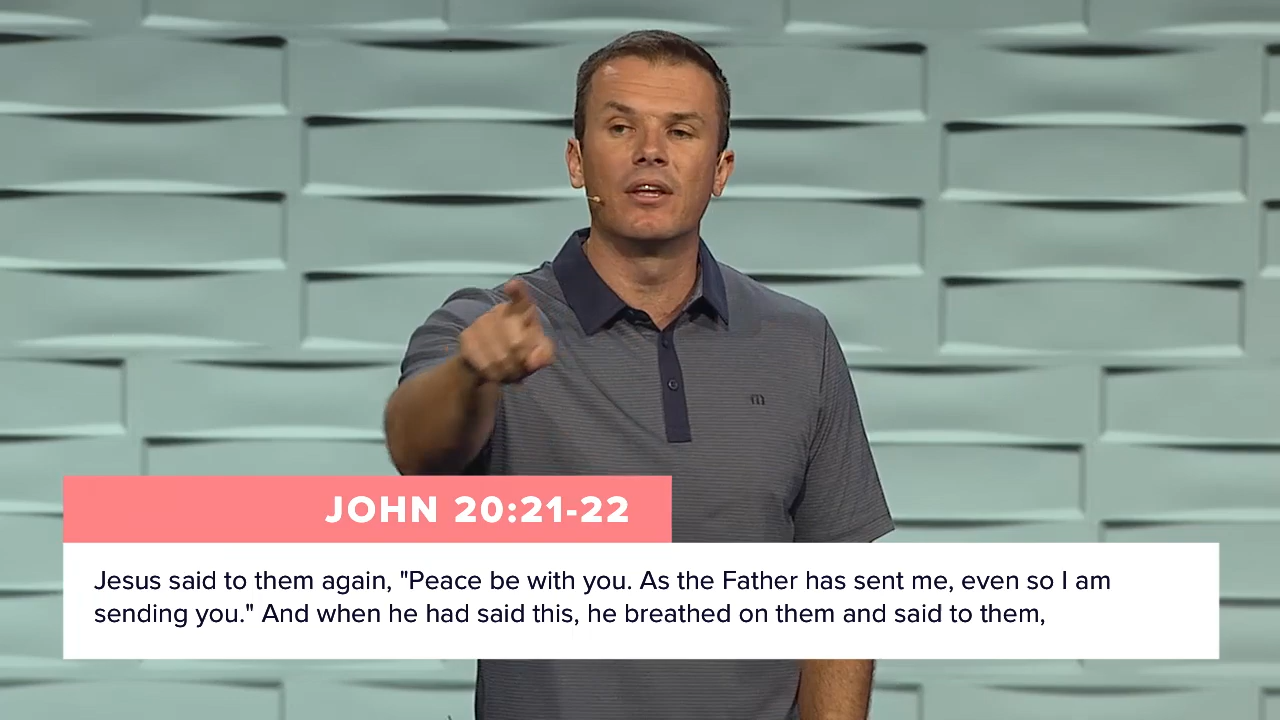 JOHN 20:21-22
Jesus said to them again, "Peace be with you. As the Father has sent me, even so I am
sending you." And when he had said this, he breathed on them and said to them,